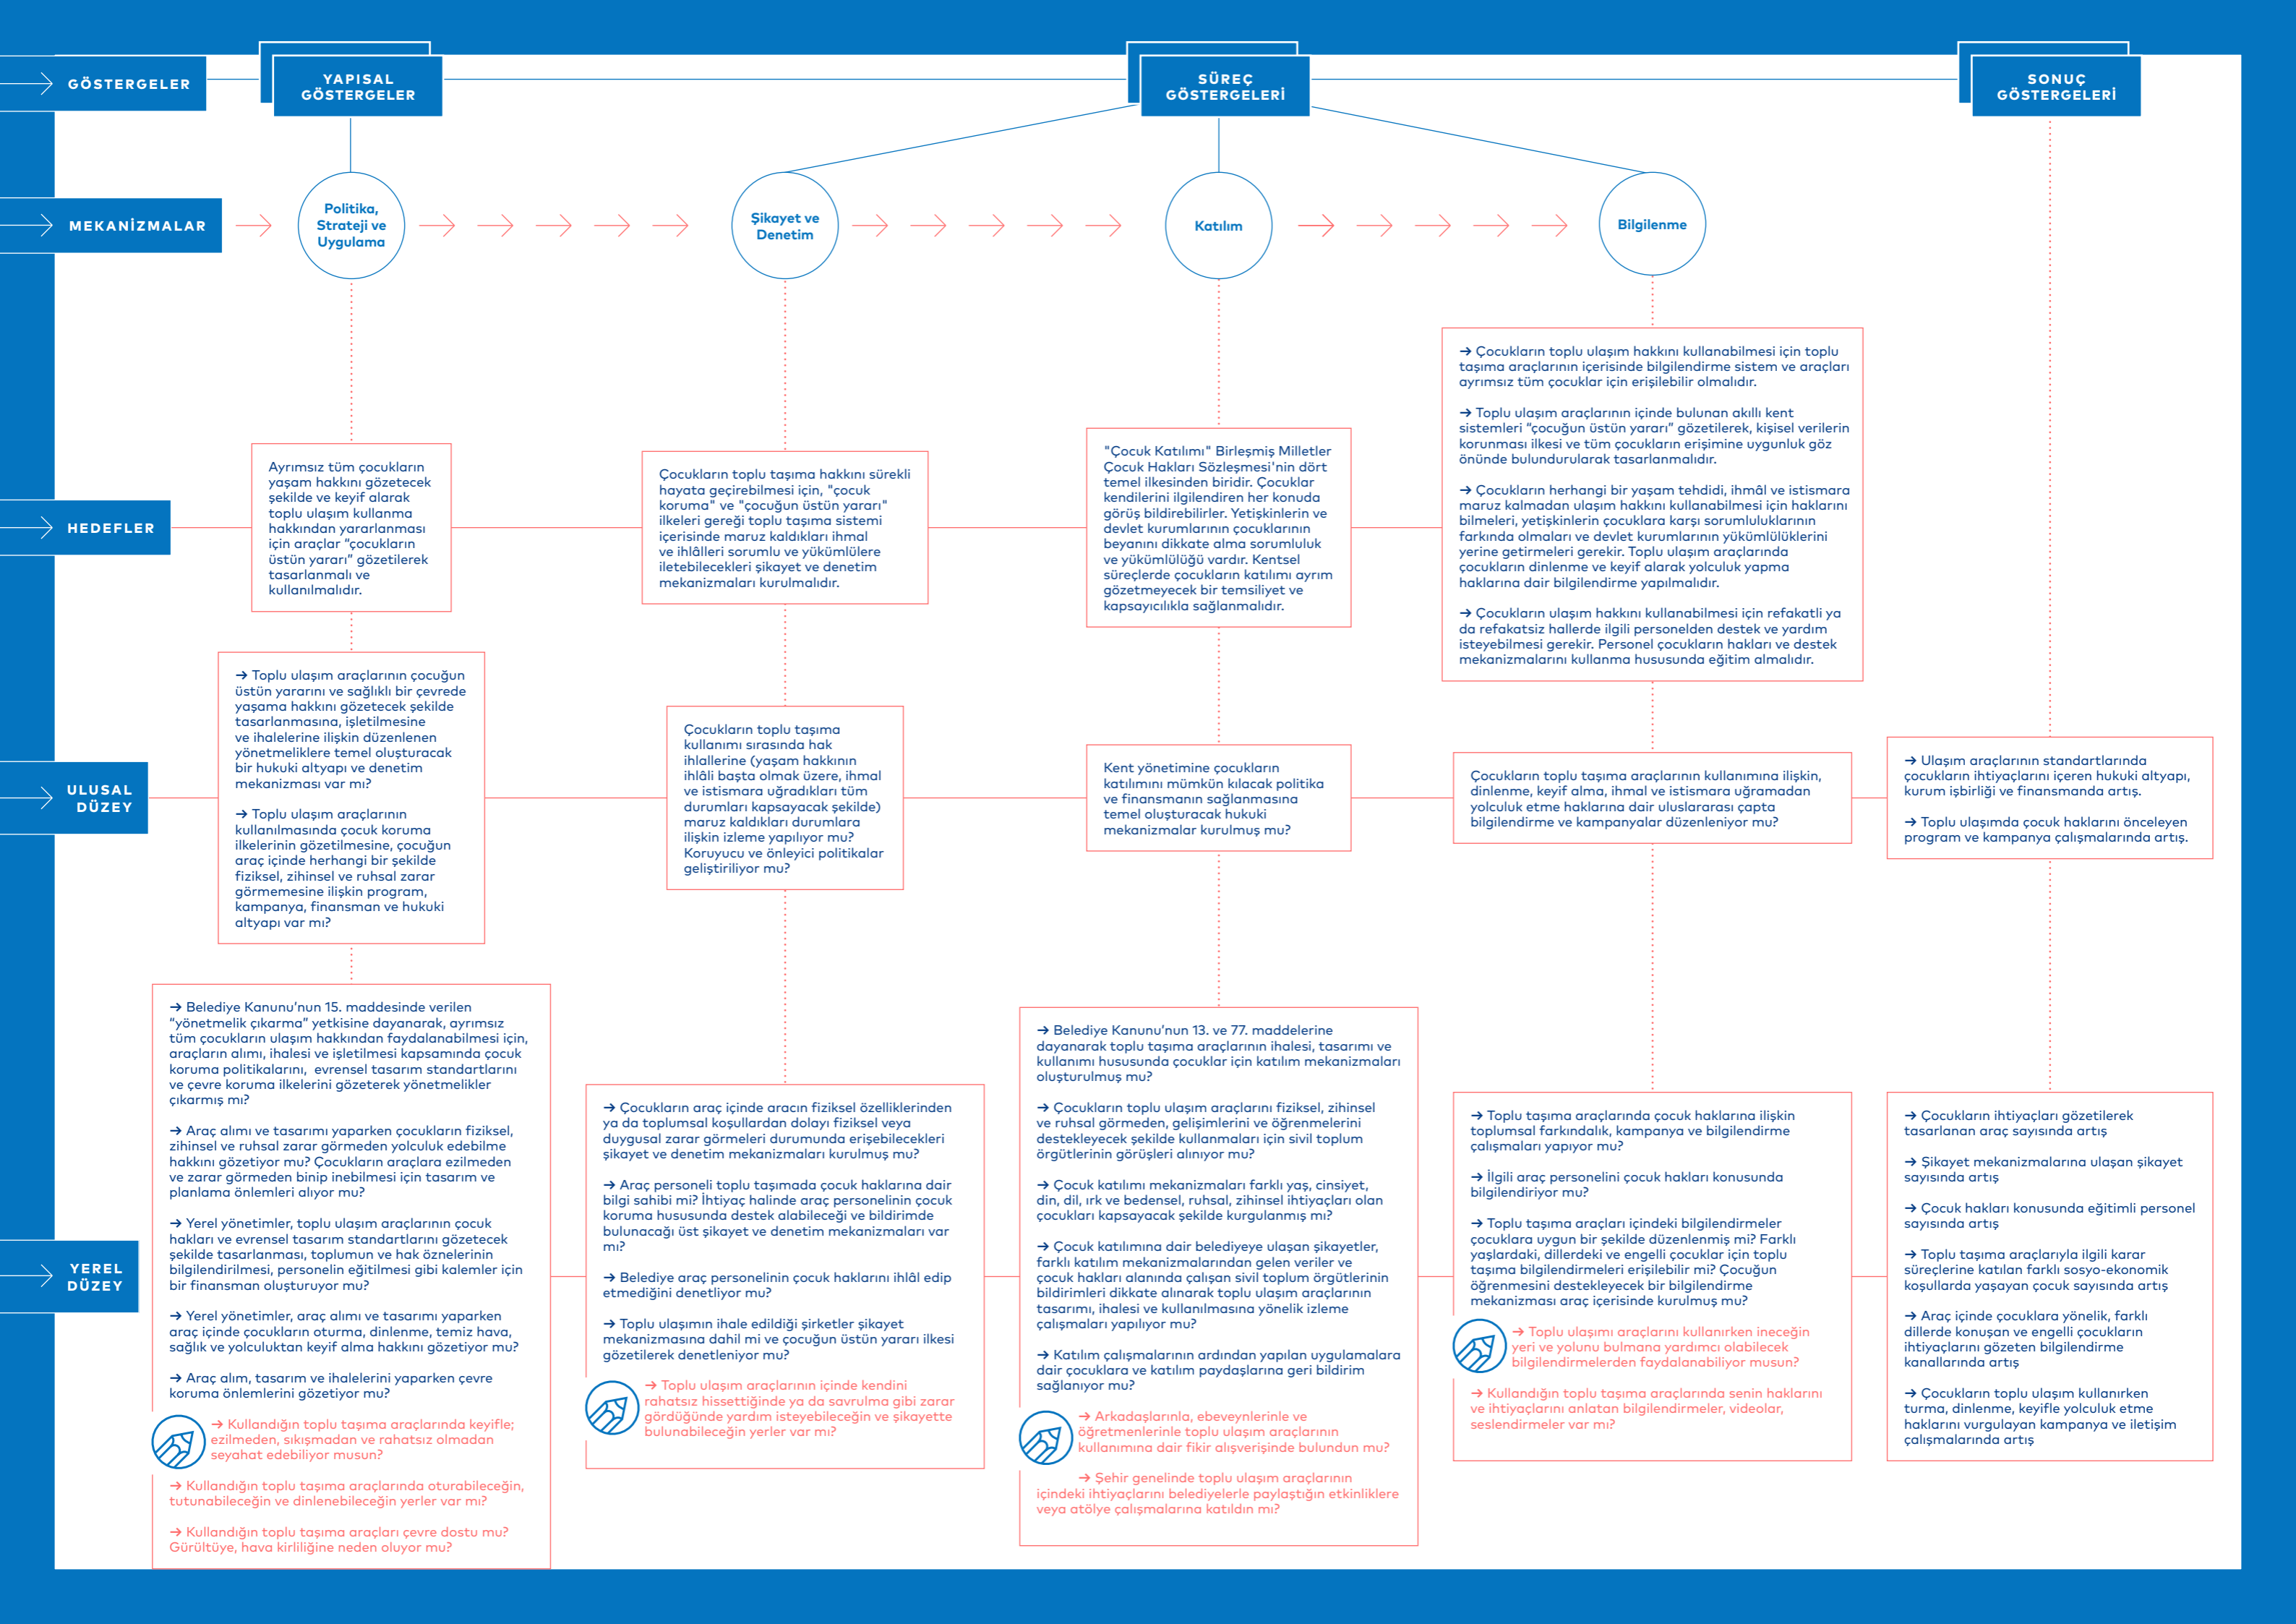 GÖSTERGELER
YAPISAL
GÖSTERGELER
SÜREÇ
GÖSTERGELERİ
SONUÇ
GÖSTERGELERİ
MEKANİZMALAR
Politika,
Strateji ve
Uygulama
Şikayet ve
Denetim
Katılım
Bilgilenme
HEDEFLER
Ayrımsız tüm çocukların
yaşam hakkını gözetecek
şekilde ve keyif alarak
toplu ulaşım kullanma
hakkından yararlanması
için araçlar “çocukların
üstün yararı” gözetilerek
tasarlanmalı ve
kullanılmalıdır.
Çocukların toplu taşıma hakkını sürekli
hayata geçirebilmesi için, "çocuk
koruma" ve "çocuğun üstün yararı"
ilkeleri gereği toplu taşıma sistemi
içerisinde maruz kaldıkları ihmal
ve ihlâlleri sorumlu ve yükümlülere
iletebilecekleri şikayet ve denetim
mekanizmaları kurulmalıdır.
"Çocuk Katılımı" Birleşmiş Milletler
Çocuk Hakları Sözleşmesi'nin dört
temel ilkesinden biridir. Çocuklar
kendilerini ilgilendiren her konuda
görüş bildirebilirler. Yetişkinlerin ve
devlet kurumlarının çocuklarının
beyanını dikkate alma sorumluluk
ve yükümlülüğü vardır. Kentsel
süreçlerde çocukların katılımı ayrım
gözetmeyecek bir temsiliyet ve
kapsayıcılıkla sağlanmalıdır.
→ Çocukların toplu ulaşım hakkını kullanabilmesi için toplu
taşıma araçlarının içerisinde bilgilendirme sistem ve araçları
ayrımsız tüm çocuklar için erişilebilir olmalıdır.
→ Toplu ulaşım araçlarının içinde bulunan akıllı kent
sistemleri “çocuğun üstün yararı” gözetilerek, kişisel verilerin
korunması ilkesi ve tüm çocukların erişimine uygunluk göz
önünde bulundurularak tasarlanmalıdır.
→ Çocukların herhangi bir yaşam tehdidi, ihmâl ve istismara
maruz kalmadan ulaşım hakkını kullanabilmesi için haklarını
bilmeleri, yetişkinlerin çocuklara karşı sorumluluklarının
farkında olmaları ve devlet kurumlarının yükümlülüklerini
yerine getirmeleri gerekir. Toplu ulaşım araçlarında
çocukların dinlenme ve keyif alarak yolculuk yapma
haklarına dair bilgilendirme yapılmalıdır.
→ Çocukların ulaşım hakkını kullanabilmesi için refakatli ya
da refakatsiz hallerde ilgili personelden destek ve yardım
isteyebilmesi gerekir. Personel çocukların hakları ve destek
mekanizmalarını kullanma hususunda eğitim almalıdır.
ULUSAL
DÜZEY
→ Toplu ulaşım araçlarının çocuğun
üstün yararını ve sağlıklı bir çevrede
yaşama hakkını gözetecek şekilde
tasarlanmasına, işletilmesine
ve ihalelerine ilişkin düzenlenen
yönetmeliklere temel oluşturacak
bir hukuki altyapı ve denetim
mekanizması var mı?
→ Toplu ulaşım araçlarının
kullanılmasında çocuk koruma
ilkelerinin gözetilmesine, çocuğun
araç içinde herhangi bir şekilde
fiziksel, zihinsel ve ruhsal zarar
görmemesine ilişkin program,
kampanya, finansman ve hukuki
altyapı var mı?
Çocukların toplu taşıma
kullanımı sırasında hak
ihlallerine (yaşam hakkının
ihlâli başta olmak üzere, ihmal
ve istismara uğradıkları tüm
durumları kapsayacak şekilde)
maruz kaldıkları durumlara
ilişkin izleme yapılıyor mu?
Koruyucu ve önleyici politikalar
geliştiriliyor mu?
Kent yönetimine çocukların
katılımını mümkün kılacak politika
ve finansmanın sağlanmasına
temel oluşturacak hukuki
mekanizmalar kurulmuş mu?
Çocukların toplu taşıma araçlarının kullanımına ilişkin,
dinlenme, keyif alma, ihmal ve istismara uğramadan
yolculuk etme haklarına dair uluslararası çapta
bilgilendirme ve kampanyalar düzenleniyor mu?
→ Ulaşım araçlarının standartlarında
çocukların ihtiyaçlarını içeren hukuki altyapı,
kurum işbirliği ve finansmanda artış.
→ Toplu ulaşımda çocuk haklarını önceleyen
program ve kampanya çalışmalarında artış.
YEREL
DÜZEY
→ Belediye Kanunu’nun 15. maddesinde verilen
“yönetmelik çıkarma” yetkisine dayanarak, ayrımsız
tüm çocukların ulaşım hakkından faydalanabilmesi için,
araçların alımı, ihalesi ve işletilmesi kapsamında çocuk
koruma politikalarını, evrensel tasarım standartlarını
ve çevre koruma ilkelerini gözeterek yönetmelikler
çıkarmış mı?
→ Araç alımı ve tasarımı yaparken çocukların fiziksel,
zihinsel ve ruhsal zarar görmeden yolculuk edebilme
hakkını gözetiyor mu? Çocukların araçlara ezilmeden
ve zarar görmeden binip inebilmesi için tasarım ve
planlama önlemleri alıyor mu?
→ Yerel yönetimler, toplu ulaşım araçlarının çocuk
hakları ve evrensel tasarım standartlarını gözetecek
şekilde tasarlanması, toplumun ve hak öznelerinin
bilgilendirilmesi, personelin eğitilmesi gibi kalemler için
bir finansman oluşturuyor mu?
→ Yerel yönetimler, araç alımı ve tasarımı yaparken
araç içinde çocukların oturma, dinlenme, temiz hava,
sağlık ve yolculuktan keyif alma hakkını gözetiyor mu?
→ Araç alım, tasarım ve ihalelerini yaparken çevre
koruma önlemlerini gözetiyor mu?
→ Kullandığın toplu taşıma araçlarında keyifle;
ezilmeden, sıkışmadan ve rahatsız olmadan
seyahat edebiliyor musun?
→ Kullandığın toplu taşıma araçlarında oturabileceğin,
tutunabileceğin ve dinlenebileceğin yerler var mı?
→ Kullandığın toplu taşıma araçları çevre dostu mu?
Gürültüye, hava kirliliğine neden oluyor mu?
→ Çocukların araç içinde aracın fiziksel özelliklerinden
ya da toplumsal koşullardan dolayı fiziksel veya
duygusal zarar görmeleri durumunda erişebilecekleri
şikayet ve denetim mekanizmaları kurulmuş mu?
→ Araç personeli toplu taşımada çocuk haklarına dair
bilgi sahibi mi? İhtiyaç halinde araç personelinin çocuk
koruma hususunda destek alabileceği ve bildirimde
bulunacağı üst şikayet ve denetim mekanizmaları var
mı?
→ Belediye araç personelinin çocuk haklarını ihlâl edip
etmediğini denetliyor mu?
→ Toplu ulaşımın ihale edildiği şirketler şikayet
mekanizmasına dahil mi ve çocuğun üstün yararı ilkesi
gözetilerek denetleniyor mu?
→ Toplu ulaşım araçlarının içinde kendini
rahatsız hissettiğinde ya da savrulma gibi zarar
gördüğünde yardım isteyebileceğin ve şikayette
bulunabileceğin yerler var mı?
→ Belediye Kanunu’nun 13. ve 77. maddelerine
dayanarak toplu taşıma araçlarının ihalesi, tasarımı ve
kullanımı hususunda çocuklar için katılım mekanizmaları
oluşturulmuş mu?
→ Çocukların toplu ulaşım araçlarını fiziksel, zihinsel
ve ruhsal görmeden, gelişimlerini ve öğrenmelerini
destekleyecek şekilde kullanmaları için sivil toplum
örgütlerinin görüşleri alınıyor mu?
→ Çocuk katılımı mekanizmaları farklı yaş, cinsiyet,
din, dil, ırk ve bedensel, ruhsal, zihinsel ihtiyaçları olan
çocukları kapsayacak şekilde kurgulanmış mı?
→ Çocuk katılımına dair belediyeye ulaşan şikayetler,
farklı katılım mekanizmalarından gelen veriler ve
çocuk hakları alanında çalışan sivil toplum örgütlerinin
bildirimleri dikkate alınarak toplu ulaşım araçlarının
tasarımı, ihalesi ve kullanılmasına yönelik izleme
çalışmaları yapılıyor mu?
→ Katılım çalışmalarının ardından yapılan uygulamalara
dair çocuklara ve katılım paydaşlarına geri bildirim
sağlanıyor mu?
→ Arkadaşlarınla, ebeveynlerinle ve
öğretmenlerinle toplu ulaşım araçlarının
kullanımına dair fikir alışverişinde bulundun mu?
→ Şehir genelinde toplu ulaşım araçlarının
içindeki ihtiyaçlarını belediyelerle paylaştığın etkinliklere
veya atölye çalışmalarına katıldın mı?
→ Toplu taşıma araçlarında çocuk haklarına ilişkin
toplumsal farkındalık, kampanya ve bilgilendirme
çalışmaları yapıyor mu?
→ İlgili araç personelini çocuk hakları konusunda
bilgilendiriyor mu?
→ Toplu taşıma araçları içindeki bilgilendirmeler
çocuklara uygun bir şekilde düzenlenmiş mi? Farklı
yaşlardaki, dillerdeki ve engelli çocuklar için toplu
taşıma bilgilendirmeleri erişilebilir mi? Çocuğun
öğrenmesini destekleyecek bir bilgilendirme
mekanizması araç içerisinde kurulmuş mu?
→ Toplu ulaşımı araçlarını kullanırken ineceğin
yeri ve yolunu bulmana yardımcı olabilecek
bilgilendirmelerden faydalanabiliyor musun?
→ Kullandığın toplu taşıma araçlarında senin haklarını
ve ihtiyaçlarını anlatan bilgilendirmeler, videolar,
seslendirmeler var mı?
→ Çocukların ihtiyaçları gözetilerek
tasarlanan araç sayısında artış
→ Şikayet mekanizmalarına ulaşan şikayet
sayısında artış
→ Çocuk hakları konusunda eğitimli personel
sayısında artış
→ Toplu taşıma araçlarıyla ilgili karar
süreçlerine katılan farklı sosyo-ekonomik
koşullarda yaşayan çocuk sayısında artış
→ Araç içinde çocuklara yönelik, farklı
dillerde konuşan ve engelli çocukların
ihtiyaçlarını gözeten bilgilendirme
kanallarında artış
→ Çocukların toplu ulaşım kullanırken
turma, dinlenme, keyifle yolculuk etme
haklarını vurgulayan kampanya ve iletişim
çalışmalarında artış